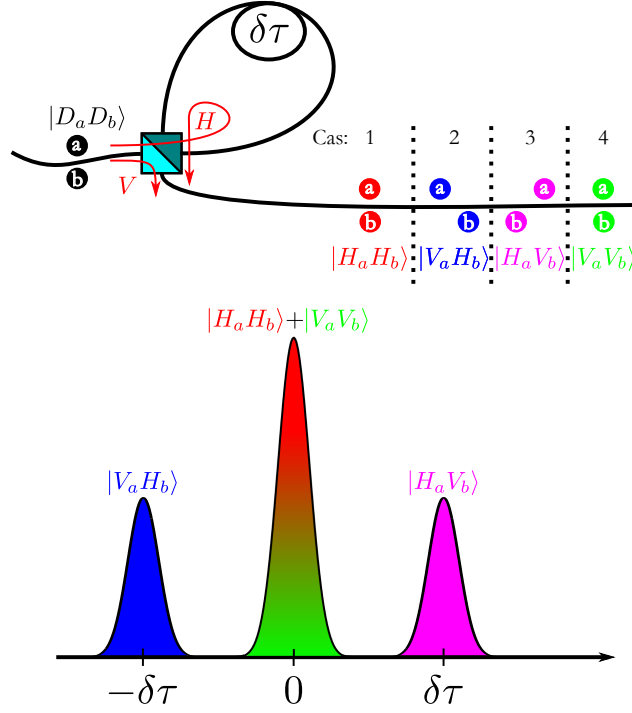 δτ
|D_aD_b⟩
a
b
H
V
Cas: 1 2 3 4
a a a a
b b b b
|H_aH_b⟩ |V_aH_b⟩ |H_aV_b⟩ |V_aV_b⟩
|H_aH_b⟩+|V_aV_b⟩
|V_aH_b⟩ |H_aV_b⟩
−δτ 0 δτ